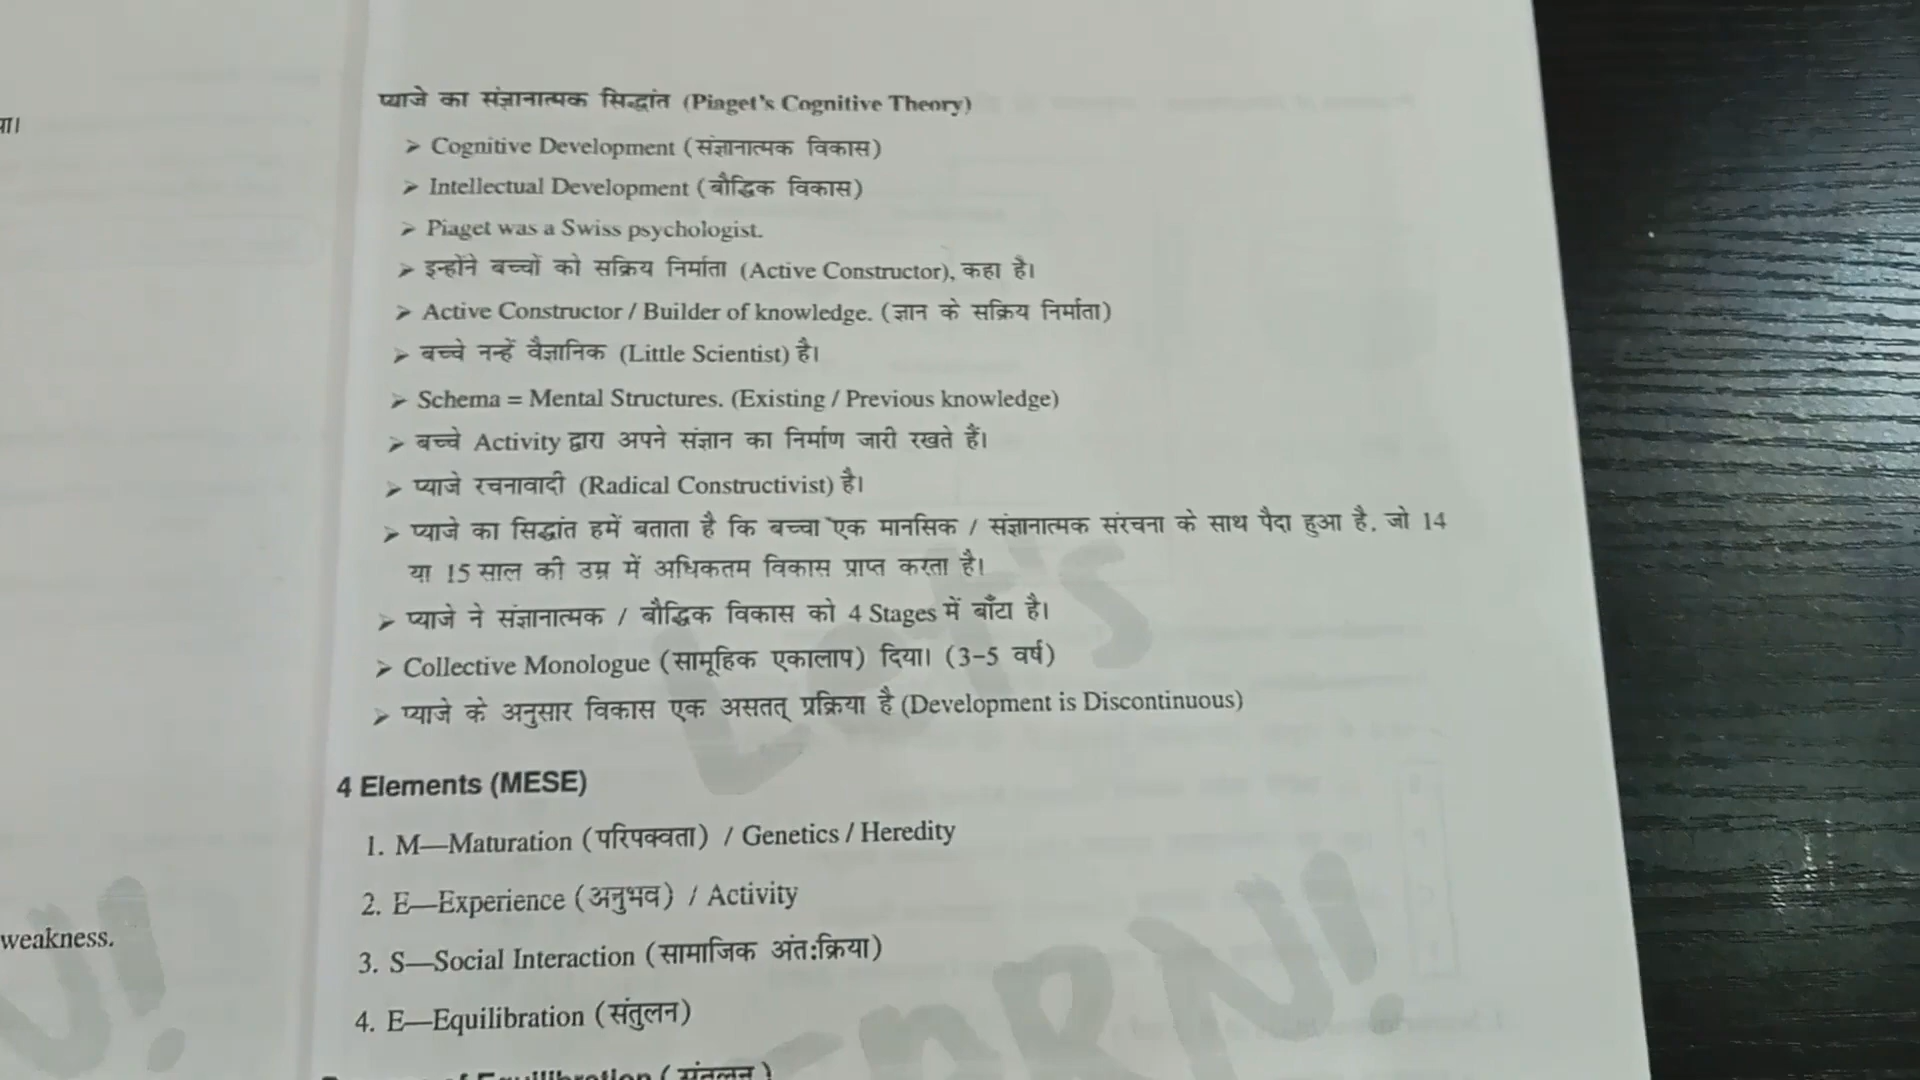 प्याजे का संज्ञानात्मक सिद्धांत (Piaget's Cognitive Theory)
➢ Cognitive Development (संज्ञानात्मक विकास)
➢ Intellectual Development (बौद्धिक विकास)
➢ Piaget was a Swiss psychologist.
➢ इन्होंने बच्चों को सक्रिय निर्माता (Active Constructor), कहा है।
➢ Active Constructor / Builder of knowledge. (ज्ञान के सक्रिय निर्माता)
➢ बच्चे नन्हें वैज्ञानिक (Little Scientist) है।
➢ Schema = Mental Structures. (Existing / Previous knowledge)
➢ बच्चे Activity द्वारा अपने संज्ञान का निर्माण जारी रखते हैं।
➢ प्याजे रचनावादी (Radical Constructivist) है।
➢ प्याजे का सिद्धांत हमें बताता है कि बच्चा एक मानसिक / संज्ञानात्मक संरचना के साथ पैदा हुआ है, जो 14
या 15 साल की उम्र में अधिकतम विकास प्राप्त करता है।
➢ प्याजे ने संज्ञानात्मक / बौद्धिक विकास को 4 Stages में बाँटा है।
➢ Collective Monologue (सामूहिक एकालाप) दिया। (3-5 वर्ष)
➢ प्याजे के अनुसार विकास एक असतत् प्रक्रिया है (Development is Discontinuous)
4 Elements (MESE)
1. M—Maturation (परिपक्वता) / Genetics / Heredity
2. E—Experience (अनुभव) / Activity
weakness.
3. S—Social Interaction (सामाजिक अंत:क्रिया)
4. E—Equilibration (संतुलन)
of Equilibration (संतुलन)
Let's